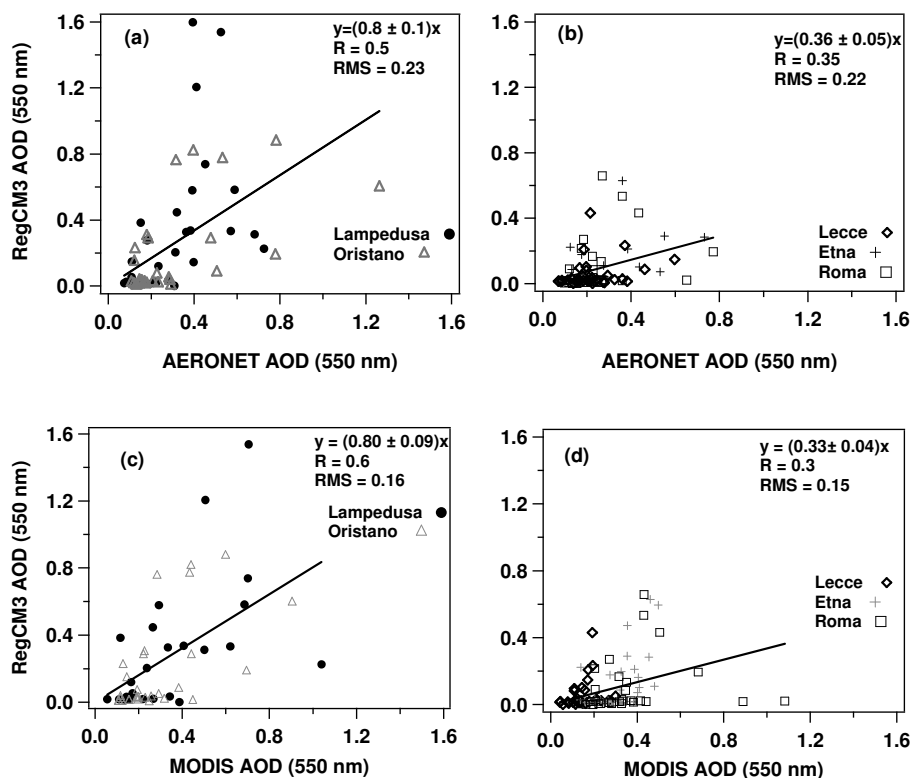 (a)
y=(0.8 ± 0.1)x
R = 0.5
RMS = 0.23
Lampedusa
Oristano
RegCM3 AOD (550 nm)
1.6
1.2
0.8
0.4
0.0
0.0 0.4 0.8 1.2 1.6
AERONET AOD (550 nm)
(b)
y=(0.36 ± 0.05)x
R = 0.35
RMS = 0.22
Lecce
Etna
Roma
1.6
1.2
0.8
0.4
0.0
0.0 0.4 0.8 1.2 1.6
AERONET AOD (550 nm)
(c)
y = (0.80 ± 0.09)x
R = 0.6
RMS = 0.16
Lampedusa
Oristano
RegCM3 AOD (550 nm)
1.6
1.2
0.8
0.4
0.0
0.0 0.4 0.8 1.2 1.6
MODIS AOD (550 nm)
(d)
y = (0.33± 0.04)x
R = 0.3
RMS = 0.15
Lecce
Etna
Roma
1.6
1.2
0.8
0.4
0.0
0.0 0.4 0.8 1.2 1.6
MODIS AOD (550 nm)